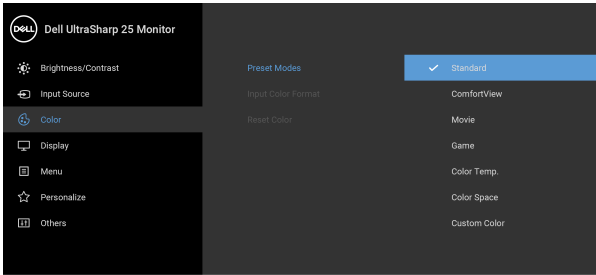 DELL Dell UltraSharp 25 Monitor
Brightness/Contrast
Input Source
Color
Display
Menu
Personalize
Others
Preset Modes
Input Color Format
Reset Color
Standard
ComfortView
Movie
Game
Color Temp.
Color Space
Custom Color